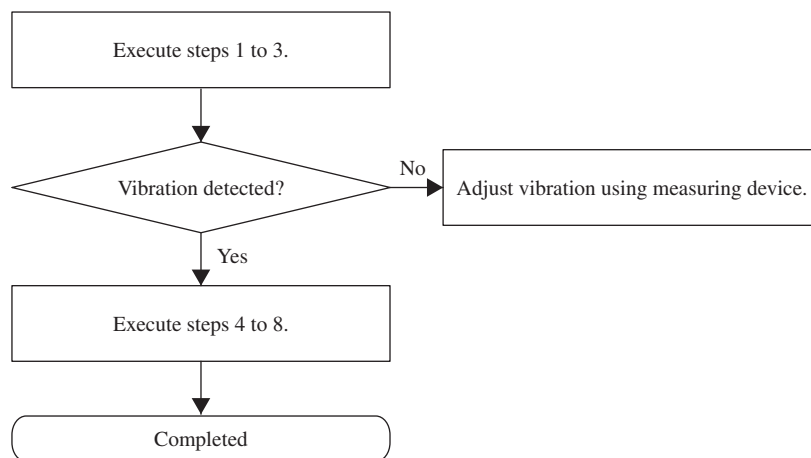 Execute steps 1 to 3.
Vibration detected?
No
Adjust vibration using measuring device.
Yes
Execute steps 4 to 8.
Completed